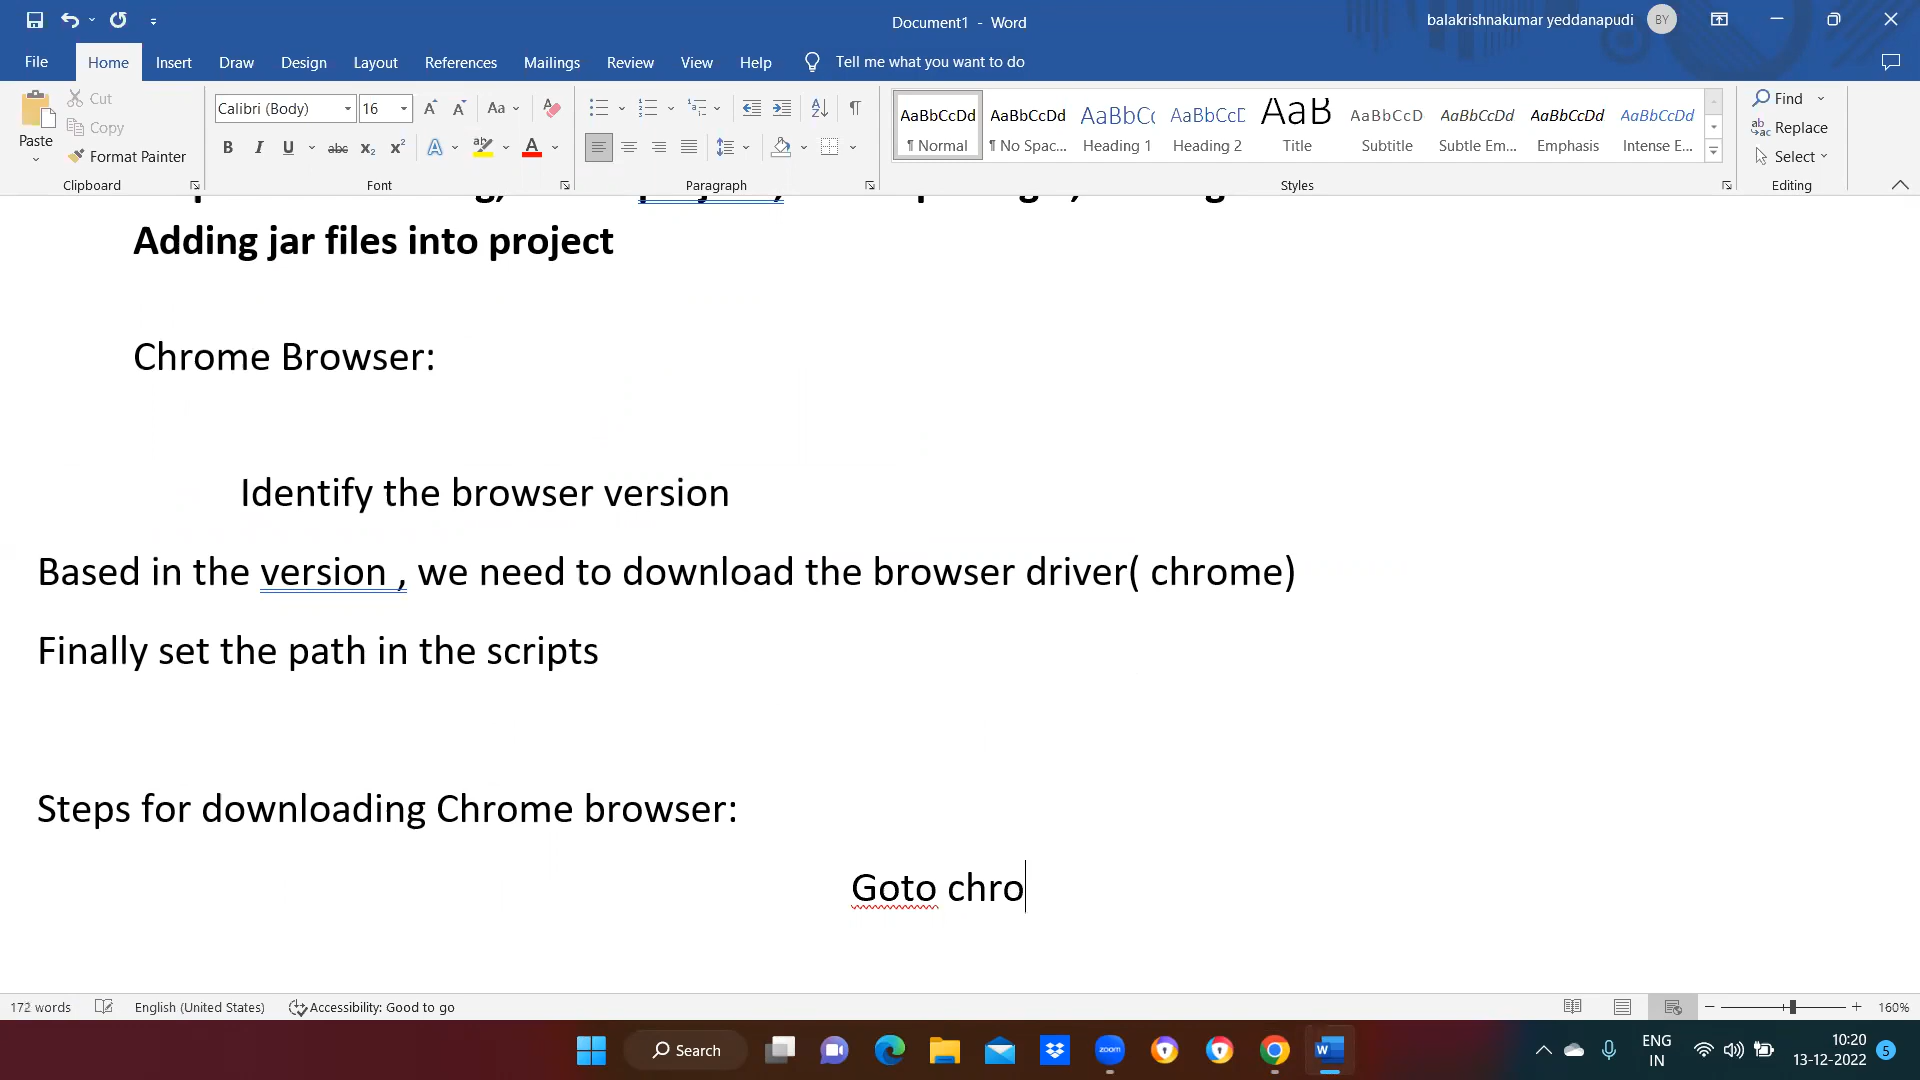 Document1 - Word
balakrishnakumar yeddanapudi
BY
File Home Insert Draw Design Layout References Mailings Review View Help Tell me what you want to do
Paste
Cut
Copy
Format Painter
Clipboard
Calibri (Body) 16
Font
Paragraph
AaBbCcDd AaBbCcDd AaBbC AaBbCcD AaB AaBbCcD AaBbCcDd AaBbCcDd AaBbCcDd
¶ Normal ¶ No Spac... Heading 1 Heading 2 Title Subtitle Subtle Em... Emphasis Intense E...
Styles
Find
Replace
Select
Editing
Adding jar files into project
Chrome Browser:
Identify the browser version
Based in the version , we need to download the browser driver( chrome)
Finally set the path in the scripts
Steps for downloading Chrome browser:
Goto chro
172 words English (United States) Accessibility: Good to go 160%
Search
zoom
ENG
IN
10:20
13-12-2022
5